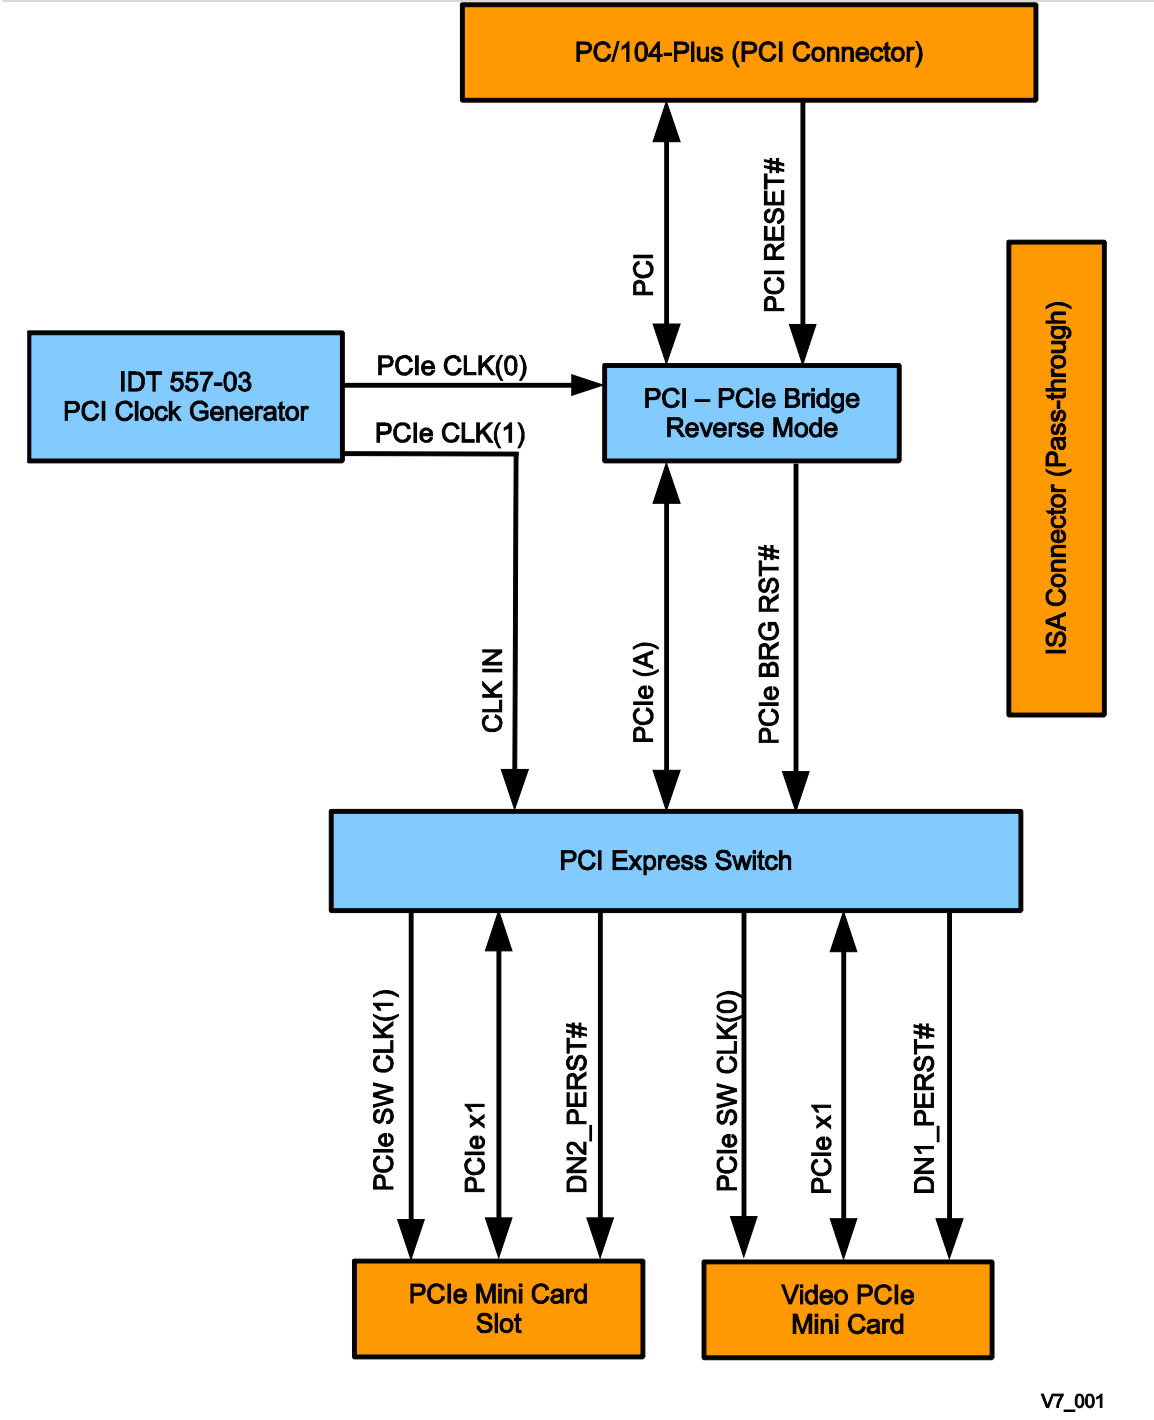 PC/104-Plus (PCI Connector)
PCI
PCI RESET#
ISA Connector (Pass-through)
IDT 557-03
PCI Clock Generator
PCIe CLK(0)
PCIe CLK(1)
PCI – PCIe Bridge
Reverse Mode
CLK IN
PCIe (A)
PCIe BRG RST#
PCI Express Switch
PCIe SW CLK(1)
PCIe x1
DN2_PERST#
PCIe SW CLK(0)
PCIe x1
DN1_PERST#
PCIe Mini Card
Slot
Video PCIe
Mini Card
V7_001